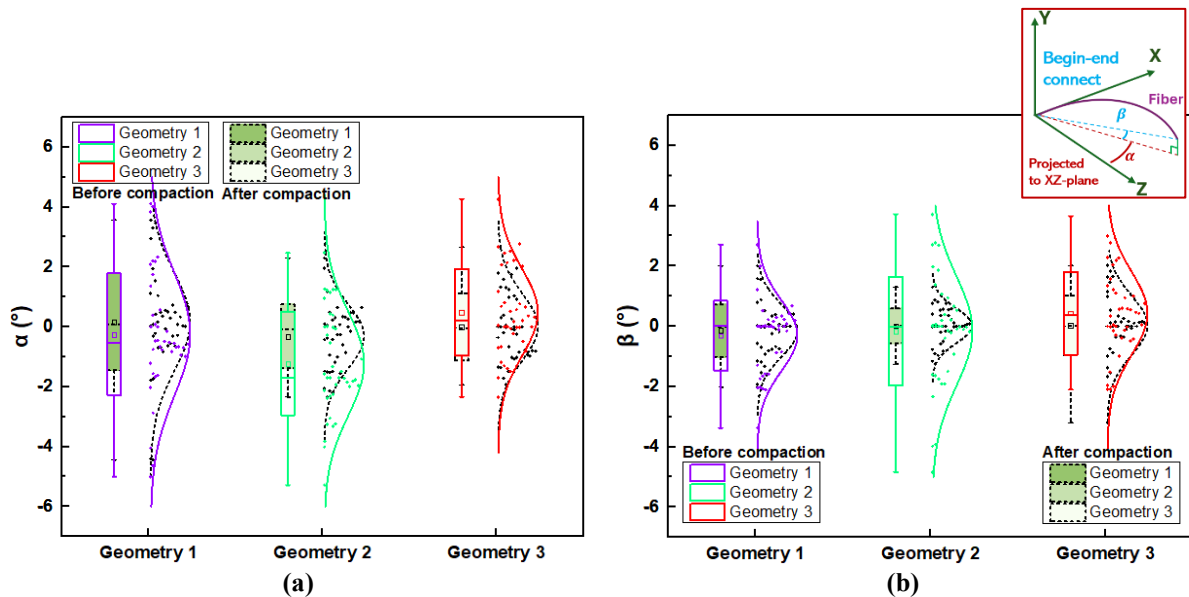 Y
Begin-end
connect
X
Fiber
β
α
Projected
to XZ-plane
Z
Geometry 1
Geometry 2
Geometry 3
Before compaction
Geometry 1
Geometry 2
Geometry 3
After compaction
6
4
2
0
-2
-4
-6
α (°)
Geometry 1
Geometry 2
Geometry 3
(a)
6
4
2
0
-2
-4
-6
β (°)
Before compaction
Geometry 1
Geometry 2
Geometry 3
After compaction
Geometry 1
Geometry 2
Geometry 3
Geometry 1
Geometry 2
Geometry 3
(b)